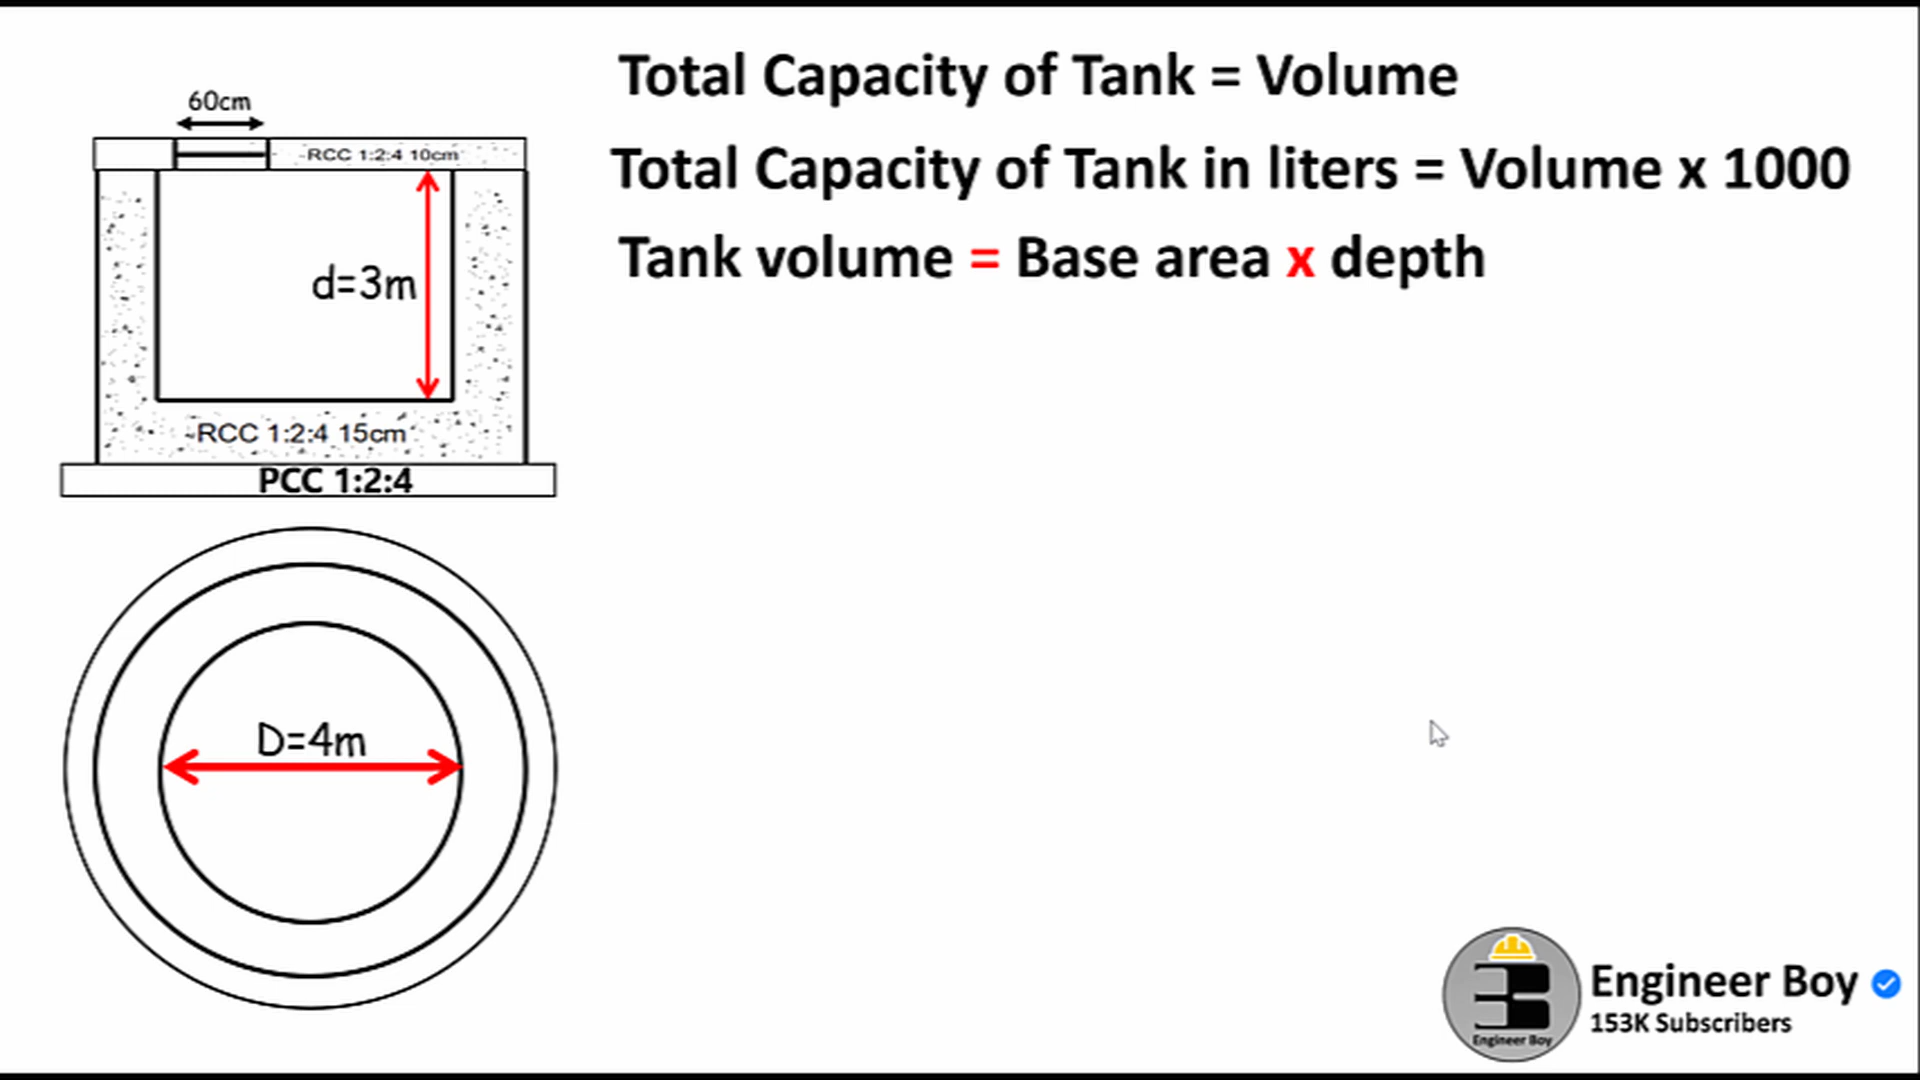 60cm
RCC 1:2:4 10cm
d=3m
RCC 1:2:4 15cm
PCC 1:2:4
D=4m
Total Capacity of Tank = Volume
Total Capacity of Tank in liters = Volume x 1000
Tank volume = Base area x depth
Engineer Boy
Engineer Boy
153K Subscribers